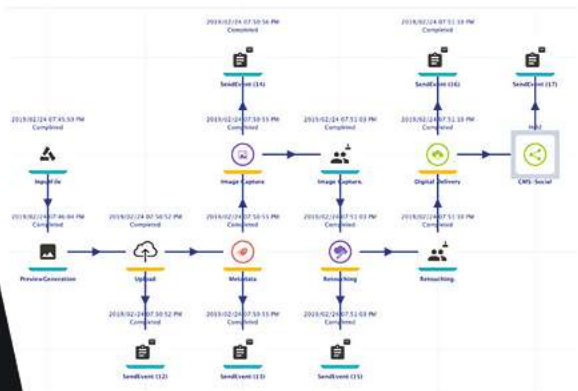 2019/02/24 07:50:56 PM
Completed
SendEvent (14)
2019/02/24 07:51:10 PM
Completed
SendEvent (16)
SendEvent (17)
2019/02/24 07:45:59 PM
Completed
2019/02/24 07:50:55 PM
Completed
2019/02/24 07:51:03 PM
Completed
2019/02/24 07:51:10 PM
Completed
Hold
InputFile
Image Capture
Image Capture.
Digital Delivery
CMS-Social
2019/02/24 07:46:04 PM
Completed
2019/02/24 07:50:52 PM
Completed
2019/02/24 07:50:55 PM
Completed
2019/02/24 07:51:03 PM
Completed
2019/02/24 07:51:10 PM
Completed
PreviewGeneration
Upload
Metadata
Retouching
Retouching.
2019/02/24 07:50:52 PM
Completed
2019/02/24 07:50:55 PM
Completed
2019/02/24 07:51:03 PM
Completed
SendEvent (12)
SendEvent (13)
SendEvent (15)